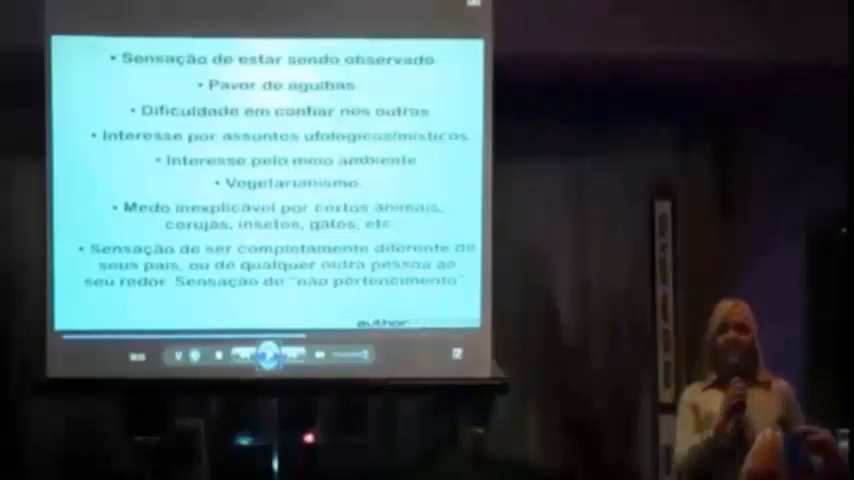 • Sensação de estar sendo observado
• Pavor de agulhas
• Dificuldade em confiar nos outros
• Interesse por assuntos ufologicos/místicos
• Interesse pelo meio ambiente
• Vegetarianismo
• Medo inexplicável por certos animais,
corujas, insetos, gatos, etc
• Sensação de ser completamente diferente de
seus pais, ou de qualquer outra pessoa ao
seu redor. Sensação de "não pertencimento"
author